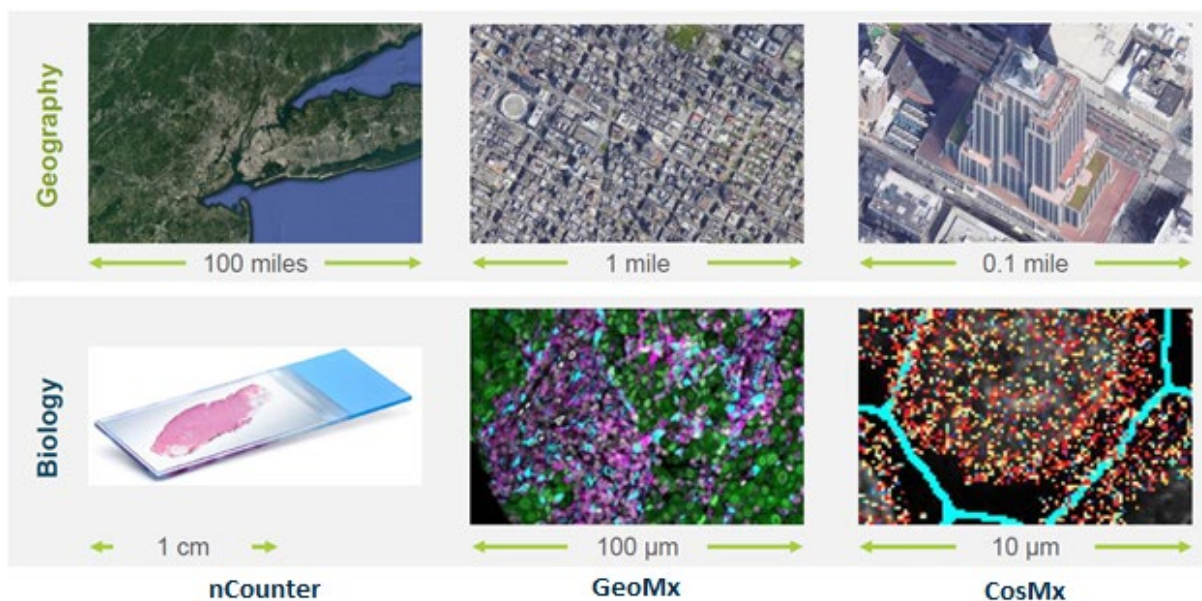 Geography
100 miles
1 mile
0.1 mile
Biology
1 cm
100 µm
10 µm
nCounter
GeoMx
CosMx